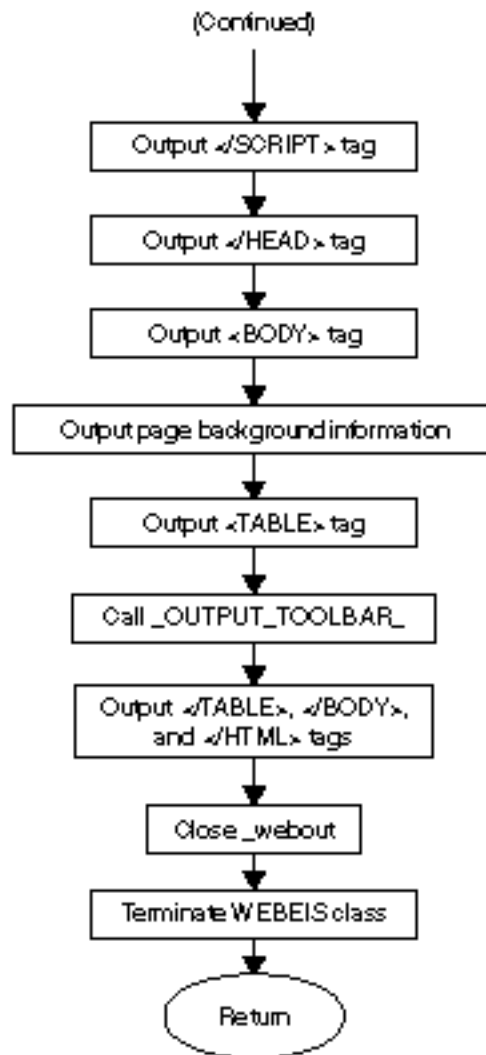 (Continued)
Output </SCRIPT> tag
Output </HEAD> tag
Output <BODY> tag
Output page background information
Output <TABLE> tag
Call _OUTPUT_TOOLBAR_
Output </TABLE>, </BODY>,
and </HTML> tags
Close _webout
Terminate WEBEIS class
Return